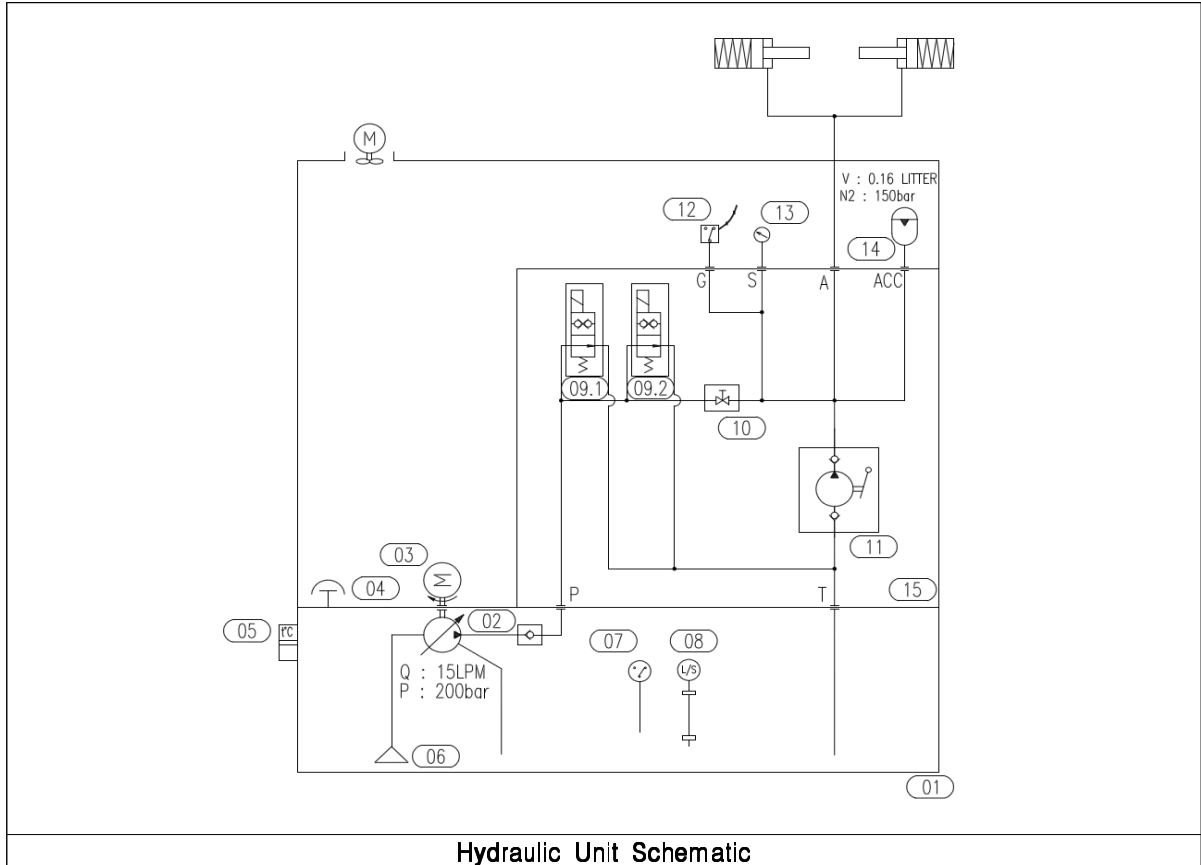 M
V : 0.16 LITTER
N2 : 150bar
12
13
14
G
S
A
ACC
09.1
09.2
10
11
03
M
04
P
T
15
05
t°C
02
07
08
L/S
Q : 15LPM
P : 200bar
06
01
Hydraulic Unit Schematic